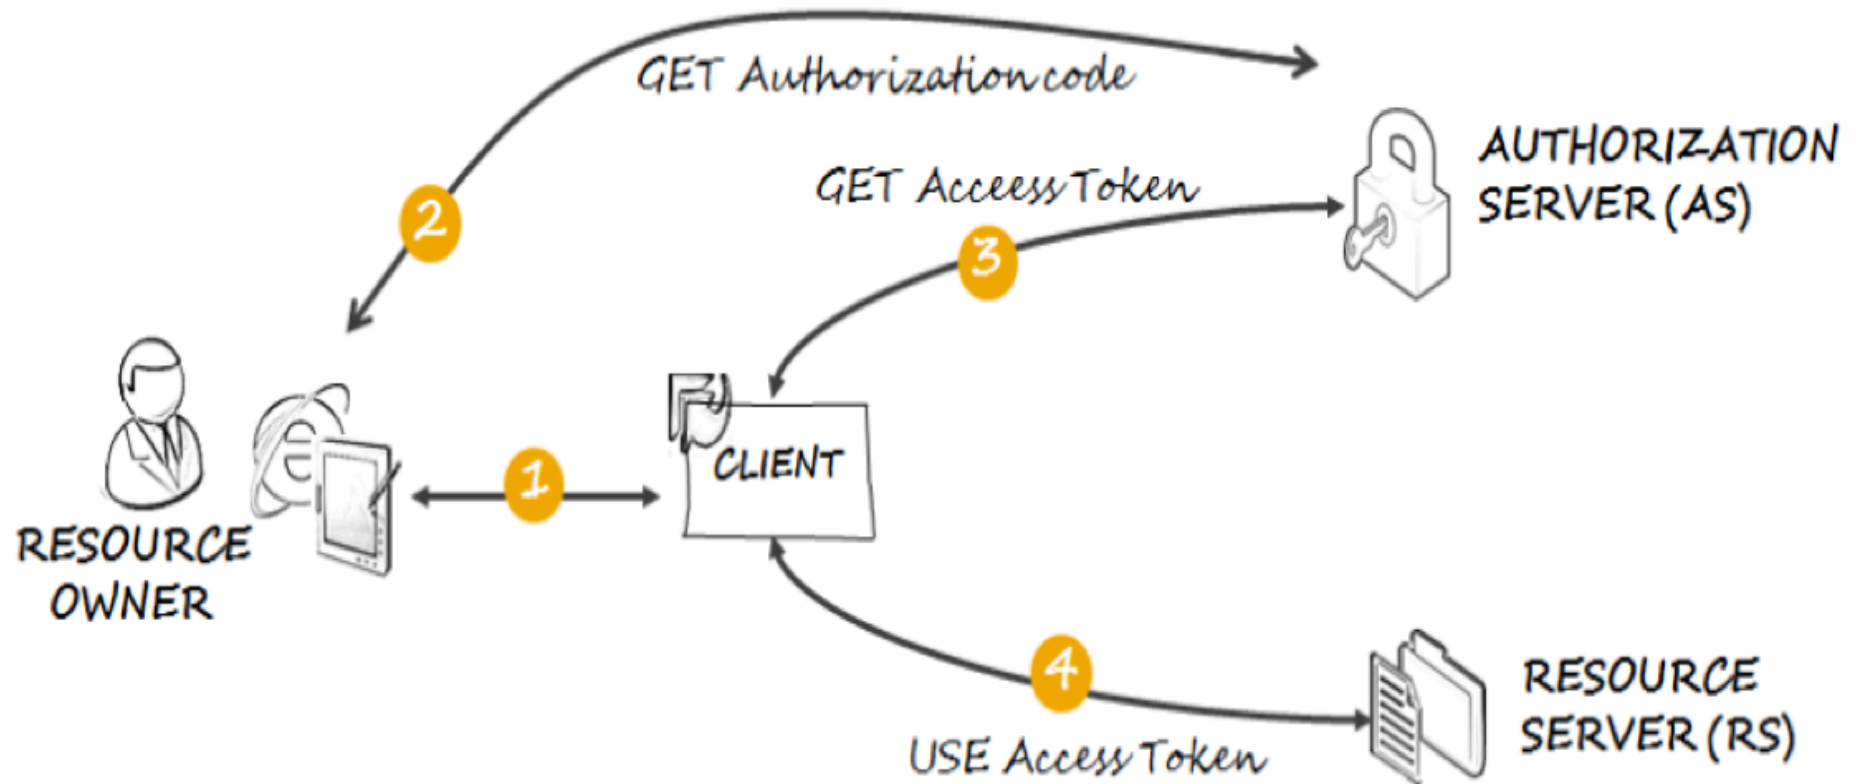 GET Authorization code
AUTHORIZATION
SERVER (AS)
GET Acceess Token
2
3
CLIENT
1
RESOURCE
OWNER
4
RESOURCE
SERVER (RS)
USE Access Token